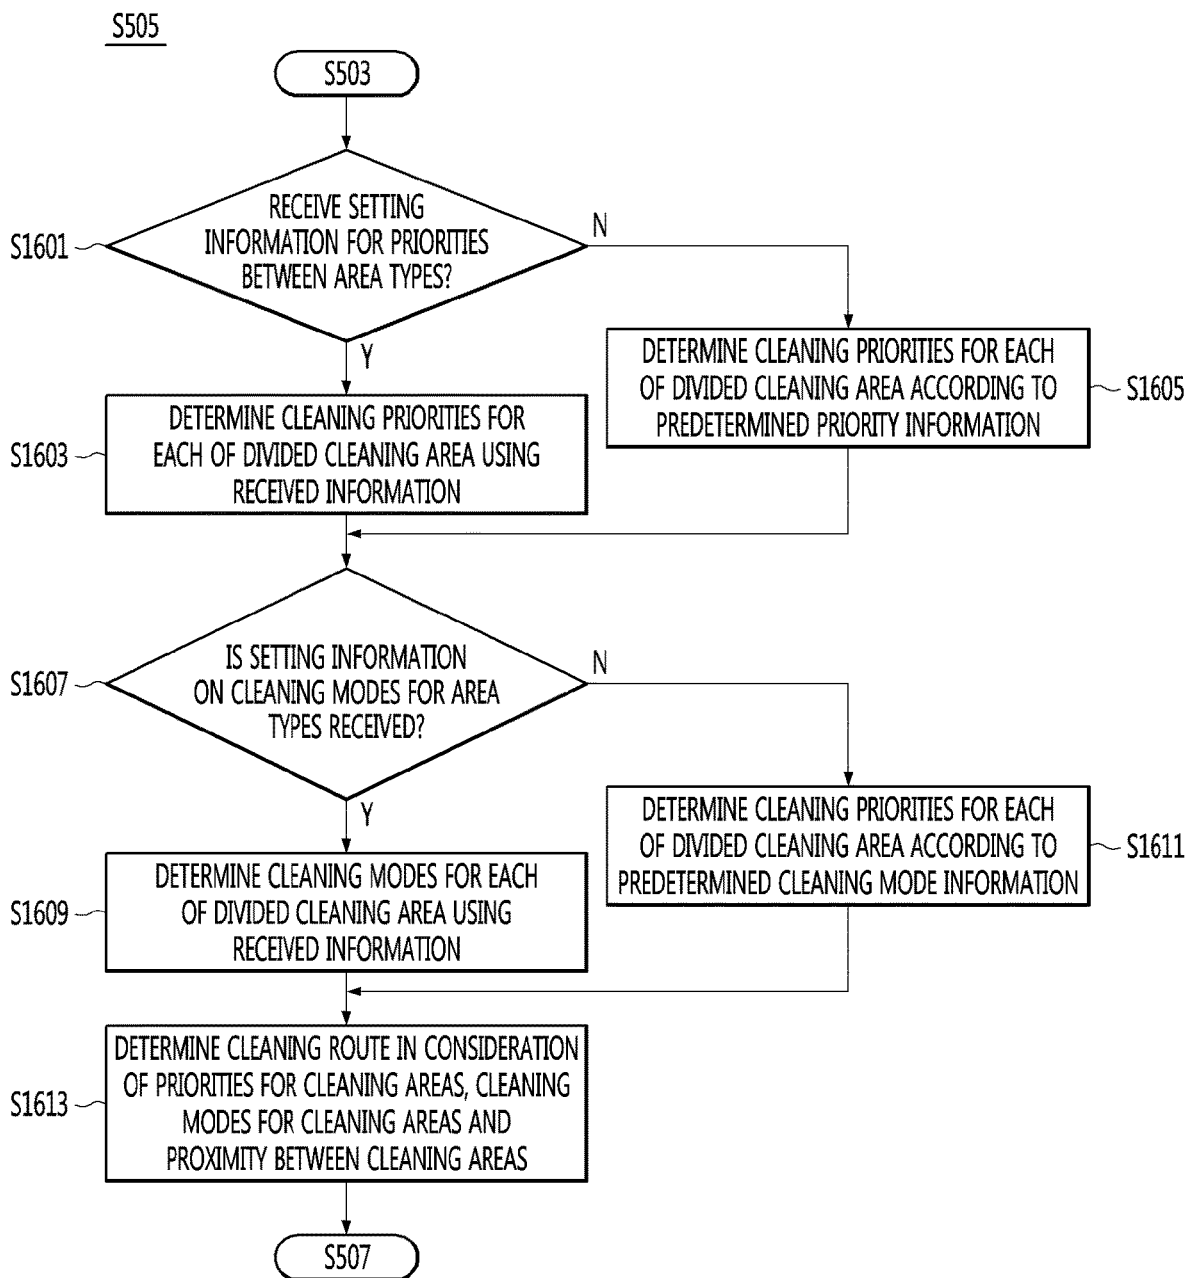 S505
S503
RECEIVE SETTING
INFORMATION FOR PRIORITIES
BETWEEN AREA TYPES?
S1601
N
Y
DETERMINE CLEANING PRIORITIES FOR EACH
OF DIVIDED CLEANING AREA ACCORDING TO
PREDETERMINED PRIORITY INFORMATION
S1605
DETERMINE CLEANING PRIORITIES FOR
EACH OF DIVIDED CLEANING AREA USING
RECEIVED INFORMATION
S1603
IS SETTING INFORMATION
ON CLEANING MODES FOR AREA
TYPES RECEIVED?
S1607
N
Y
DETERMINE CLEANING PRIORITIES FOR EACH
OF DIVIDED CLEANING AREA ACCORDING TO
PREDETERMINED CLEANING MODE INFORMATION
S1611
DETERMINE CLEANING MODES FOR EACH
OF DIVIDED CLEANING AREA USING
RECEIVED INFORMATION
S1609
DETERMINE CLEANING ROUTE IN CONSIDERATION
OF PRIORITIES FOR CLEANING AREAS, CLEANING
MODES FOR CLEANING AREAS AND
PROXIMITY BETWEEN CLEANING AREAS
S1613
S507